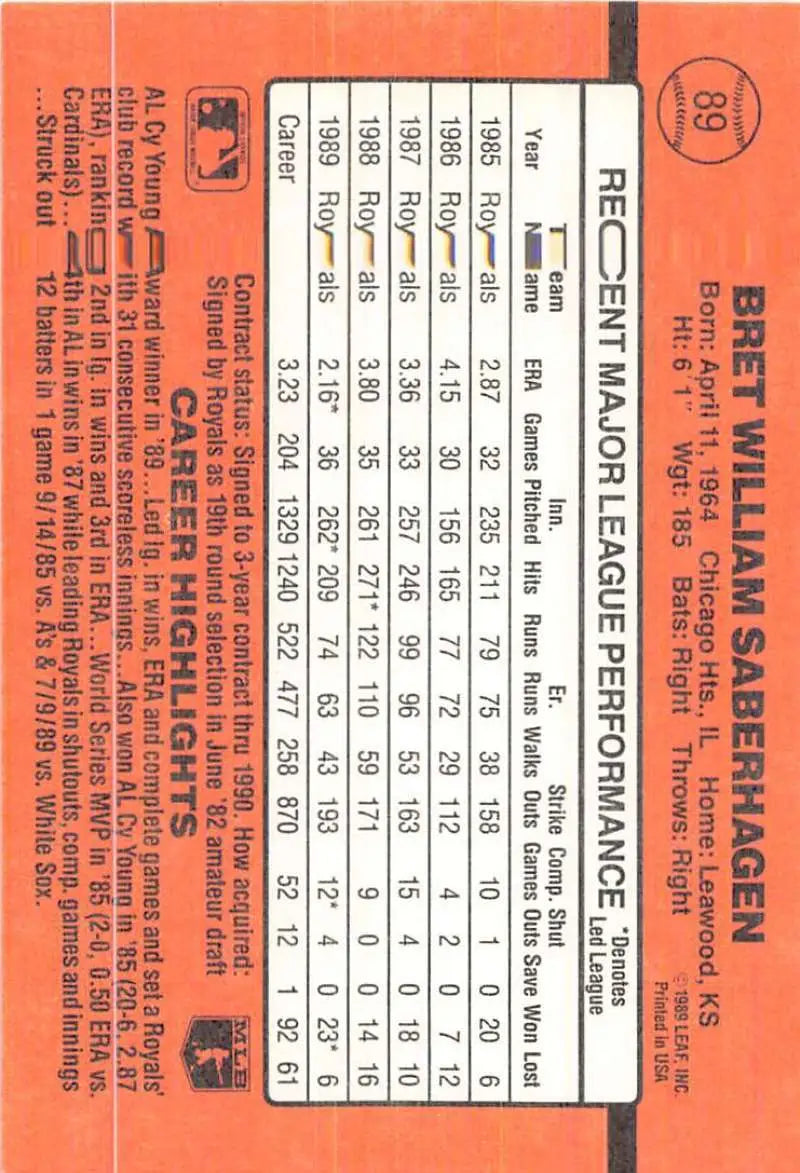 89
BRET WILLIAM SABERHAGEN
Born: April 11, 1964 Chicago Hts., IL Home: Leawood, KS
Ht: 6'1" Wgt: 185 Bats: Right Throws: Right
© 1989 LEAF, INC.
Printed in USA
RECENT MAJOR LEAGUE PERFORMANCE *Denotes Led League
Year Team Name ERA Games Inn. Pitched Hits Runs Er. Runs Walks Strike Outs Comp. Games Shut Outs Save Won Lost
1985 Royals 2.87 32 235 211 79 75 38 158 10 1 0 20 6
1986 Royals 4.15 30 156 165 77 72 29 112 4 2 0 7 12
1987 Royals 3.36 33 257 246 99 96 53 163 15 4 0 18 10
1988 Royals 3.80 35 261 271* 122 110 59 171 9 0 0 14 16
1989 Royals 2.16* 36 262* 209 74 63 43 193 12* 4 0 23* 6
Career 3.23 204 1329 1240 522 477 258 870 52 12 1 92 61
Contract status: Signed to 3-year contract thru 1990. How acquired:
Signed by Royals as 19th round selection in June '82 amateur draft
MLB
CAREER HIGHLIGHTS
AL Cy Young Award winner in '89...Led lg. in wins, ERA and complete games and set a Royals'
club record with 31 consecutive scoreless innings...Also won AL Cy Young in '85 (20-6, 2.87
ERA), ranking 2nd in lg. in wins and 3rd in ERA...World Series MVP in '85 (2-0, 0.50 ERA vs.
Cardinals)...4th in AL in wins in '87 while leading Royals in shutouts, comp. games and innings
...Struck out 12 batters in 1 game 9/14/85 vs. A's & 7/9/89 vs. White Sox.